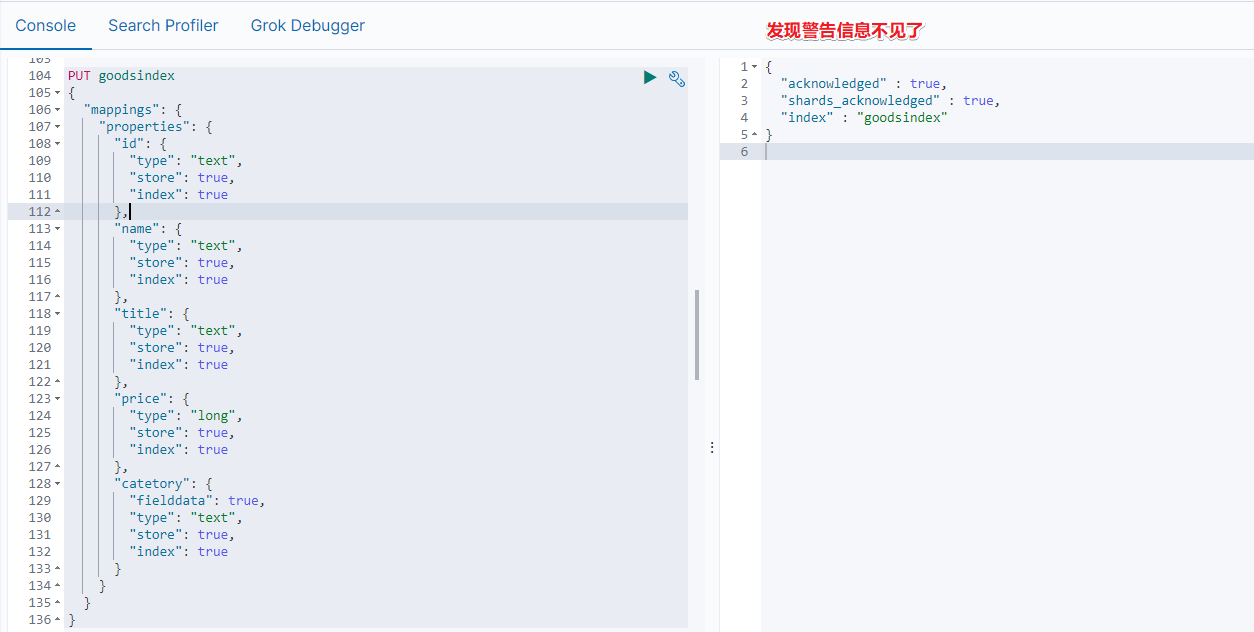 Console Search Profiler Grok Debugger
发现警告信息不见了
103
104 PUT goodsindex
105 {
106 "mappings": {
107 "properties": {
108 "id": {
109 "type": "text",
110 "store": true,
111 "index": true
112 },
113 "name": {
114 "type": "text",
115 "store": true,
116 "index": true
117 },
118 "title": {
119 "type": "text",
120 "store": true,
121 "index": true
122 },
123 "price": {
124 "type": "long",
125 "store": true,
126 "index": true
127 },
128 "catetory": {
129 "fielddata": true,
130 "type": "text",
131 "store": true,
132 "index": true
133 }
134 }
135 }
136 }
1 {
2 "acknowledged" : true,
3 "shards_acknowledged" : true,
4 "index" : "goodsindex"
5 }
6